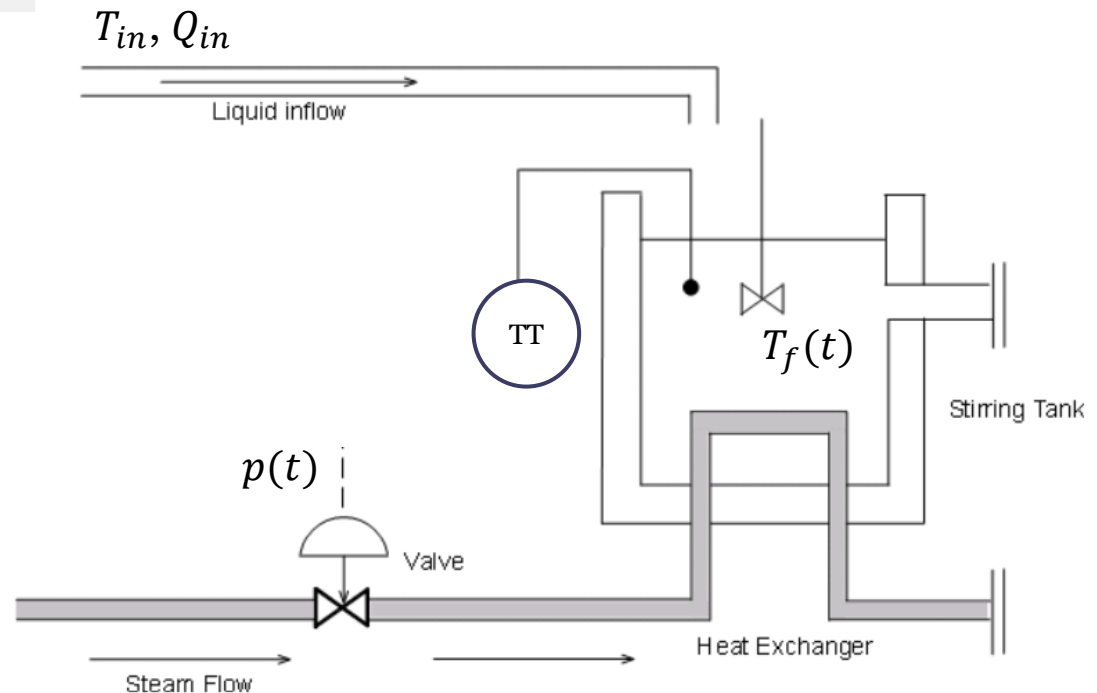 T_in, Q_in
Liquid inflow
TT
T_f(t)
Stirring Tank
p(t)
Valve
Heat Exchanger
Steam Flow